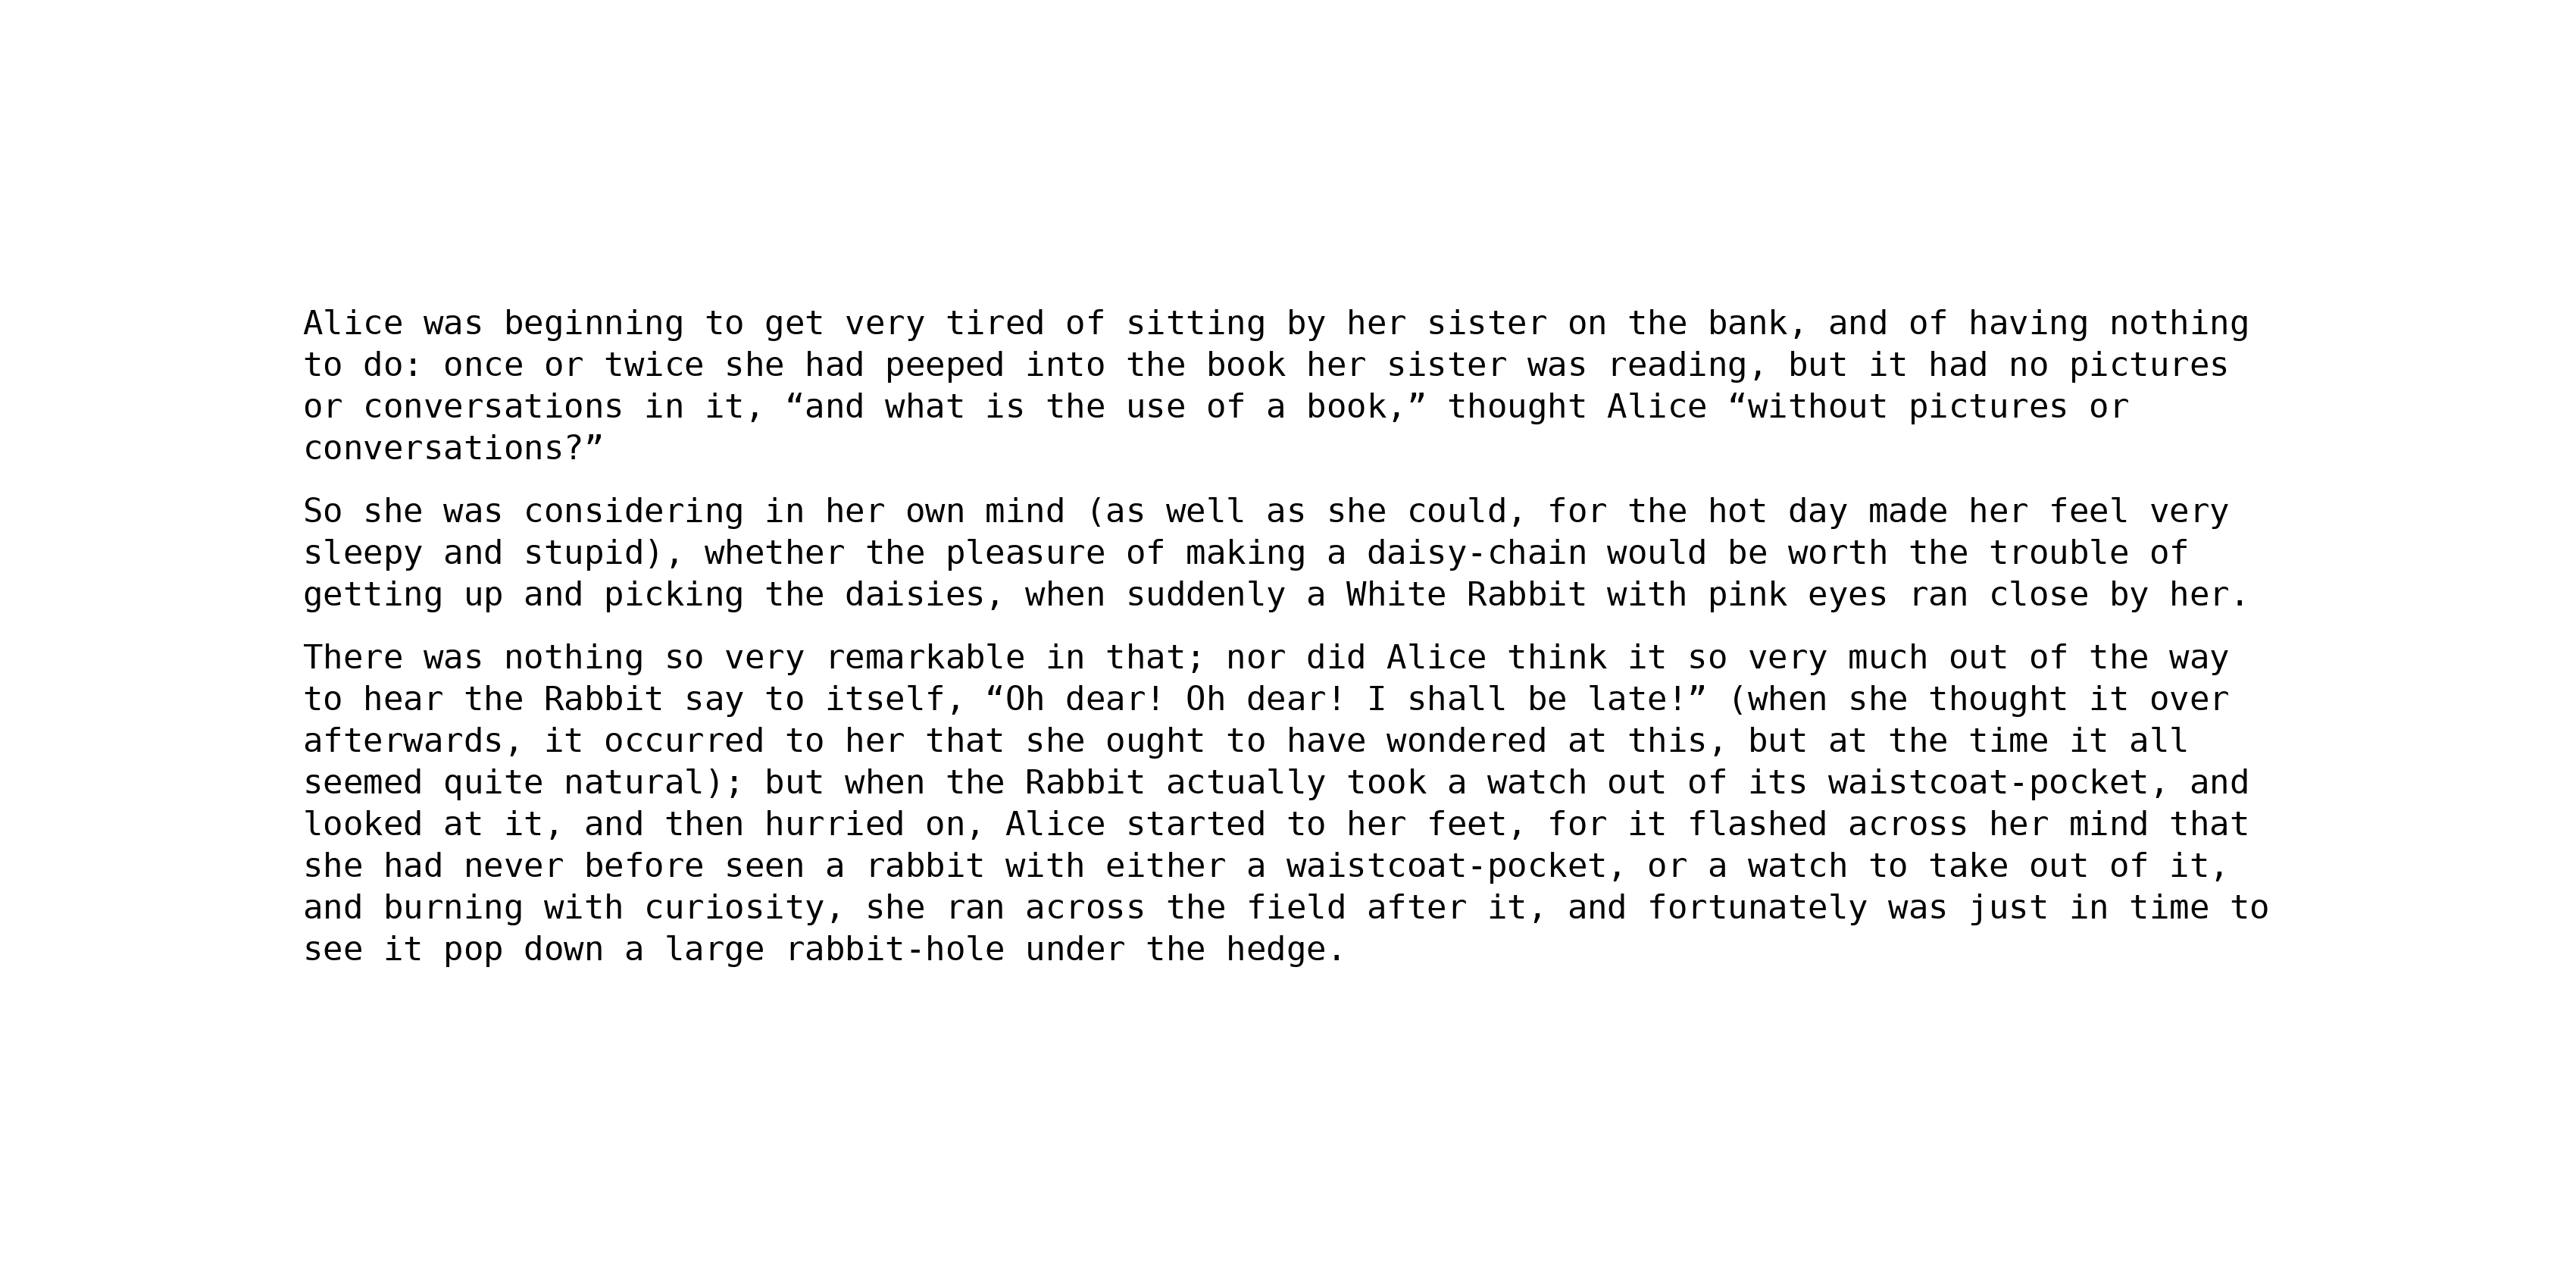 Alice was beginning to get very tired of sitting by her sister on the bank, and of having nothing
to do: once or twice she had peeped into the book her sister was reading, but it had no pictures
or conversations in it, “and what is the use of a book,” thought Alice “without pictures or
conversations?”
So she was considering in her own mind (as well as she could, for the hot day made her feel very
sleepy and stupid), whether the pleasure of making a daisy-chain would be worth the trouble of
getting up and picking the daisies, when suddenly a White Rabbit with pink eyes ran close by her.
There was nothing so very remarkable in that; nor did Alice think it so very much out of the way
to hear the Rabbit say to itself, “Oh dear! Oh dear! I shall be late!” (when she thought it over
afterwards, it occurred to her that she ought to have wondered at this, but at the time it all
seemed quite natural); but when the Rabbit actually took a watch out of its waistcoat-pocket, and
looked at it, and then hurried on, Alice started to her feet, for it flashed across her mind that
she had never before seen a rabbit with either a waistcoat-pocket, or a watch to take out of it,
and burning with curiosity, she ran across the field after it, and fortunately was just in time to
see it pop down a large rabbit-hole under the hedge.